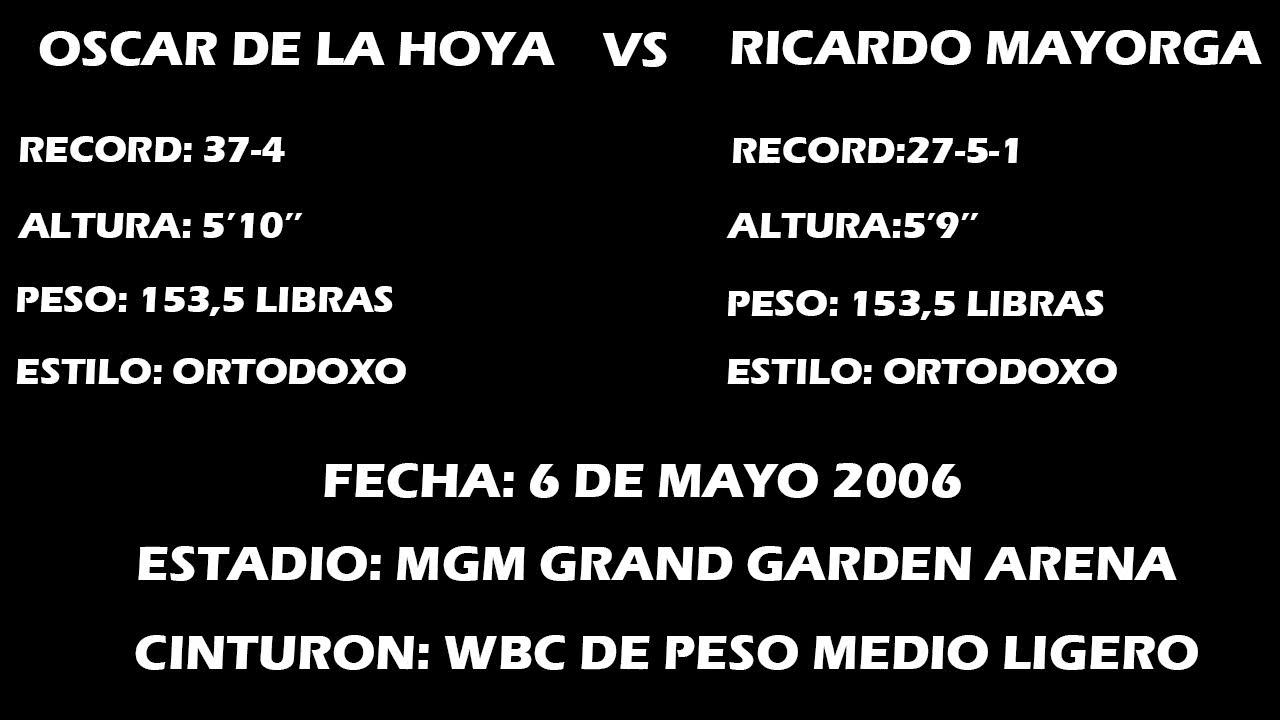 OSCAR DE LA HOYA VS RICARDO MAYORGA
RECORD: 37-4
ALTURA: 5'10"
PESO: 153,5 LIBRAS
ESTILO: ORTODOXO
RECORD:27-5-1
ALTURA:5'9"
PESO: 153,5 LIBRAS
ESTILO: ORTODOXO
FECHA: 6 DE MAYO 2006
ESTADIO: MGM GRAND GARDEN ARENA
CINTURON: WBC DE PESO MEDIO LIGERO